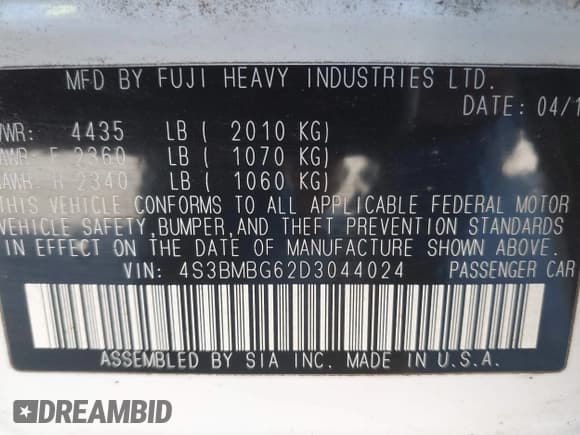 MFD BY FUJI HEAVY INDUSTRIES LTD.
DATE: 04/1
VWR: 4435 LB ( 2010 KG)
AWR F 2360 LB ( 1070 KG)
AWR R 2340 LB ( 1060 KG)
THIS VEHICLE CONFORMS TO ALL APPLICABLE FEDERAL MOTOR
VEHICLE SAFETY,BUMPER,AND THEFT PREVENTION STANDARDS
IN EFFECT ON THE DATE OF MANUFACTURE SHOWN ABOVE.
VIN: 4S3BMBG62D3044024 PASSENGER CAR
ASSEMBLED BY SIA INC. MADE IN U.S.A.
DREAMBID